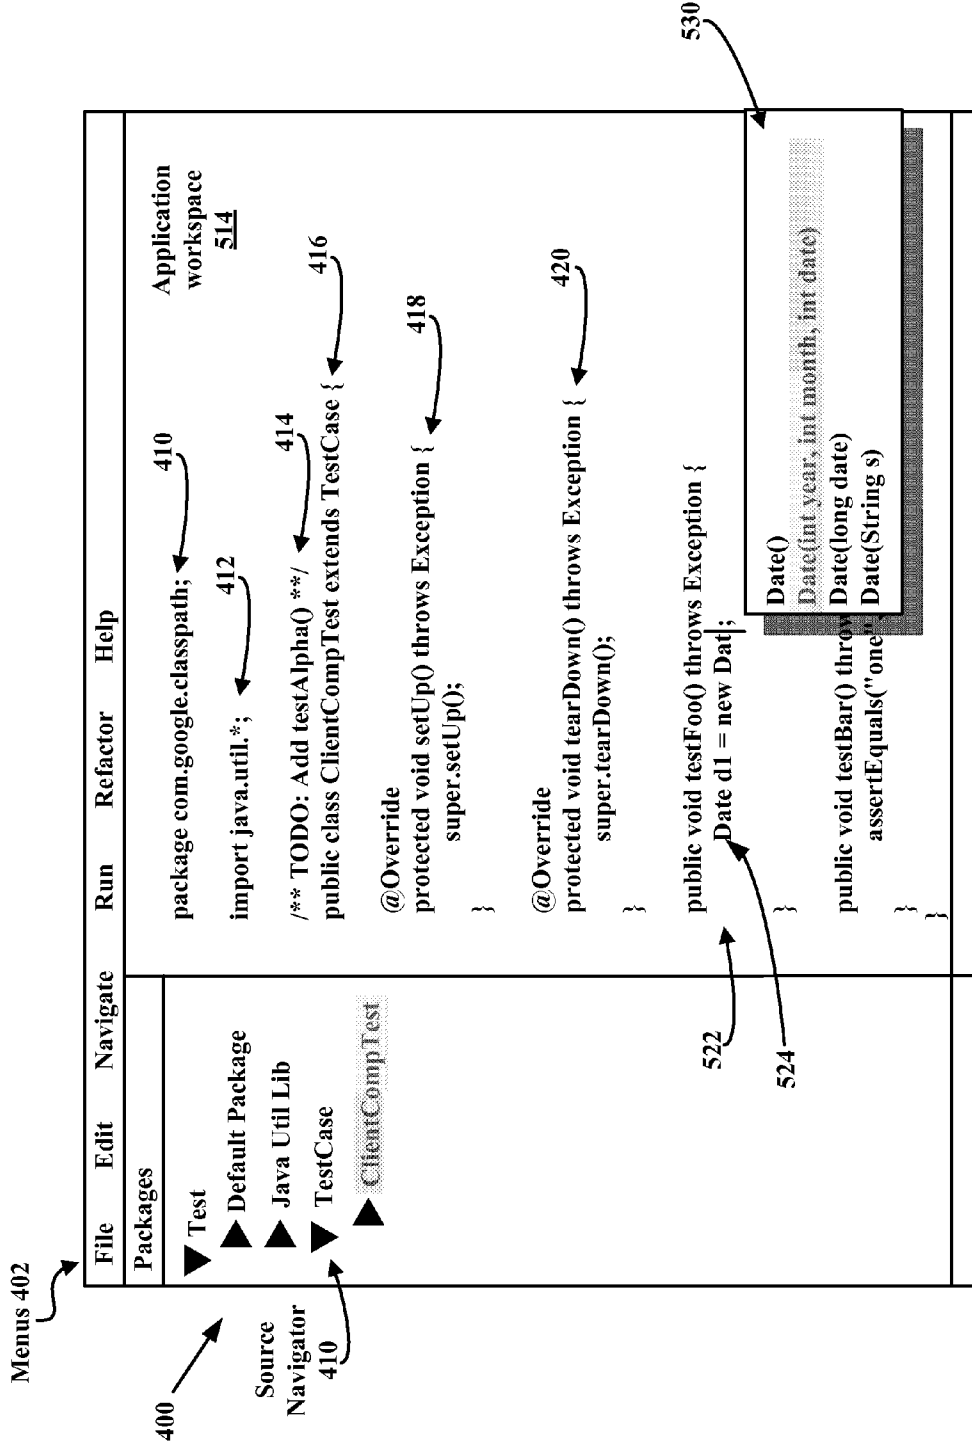 Menus 402
File Edit Navigate Run Refactor Help
Packages
Test
Default Package
Java Util Lib
TestCase
ClientCompTest
400
Source
Navigator
410
Application
workspace
514
package com.google.classpath;
410
import java.util.*;
412
/** TODO: Add testAlpha() **/
414
public class ClientCompTest extends TestCase {
416
@Override
protected void setUp() throws Exception {
418
super.setUp();
}
@Override
protected void tearDown() throws Exception {
420
super.tearDown();
}
public void testFoo() throws Exception {
522
Date d1 = new Dat;
524
}
530
Date()
Date(int year, int month, int date)
Date(long date)
Date(String s)
public void testBar() throw
assertEquals("one",
}
}